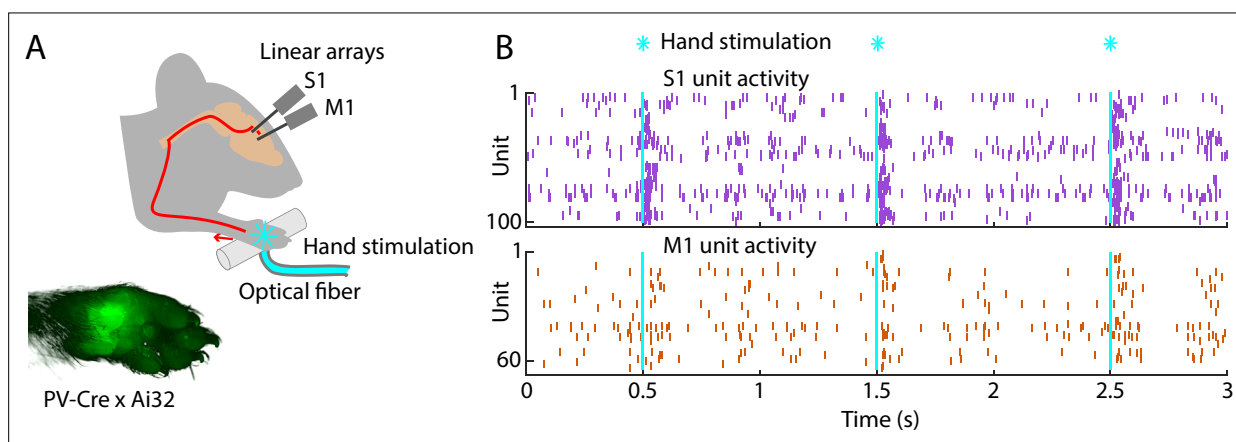 A
Linear arrays
S1
M1
Hand stimulation
Optical fiber
PV-Cre x Ai32
B
Hand stimulation
S1 unit activity
1
Unit
100
M1 unit activity
1
Unit
60
0 0.5 1 1.5 2 2.5 3
Time (s)